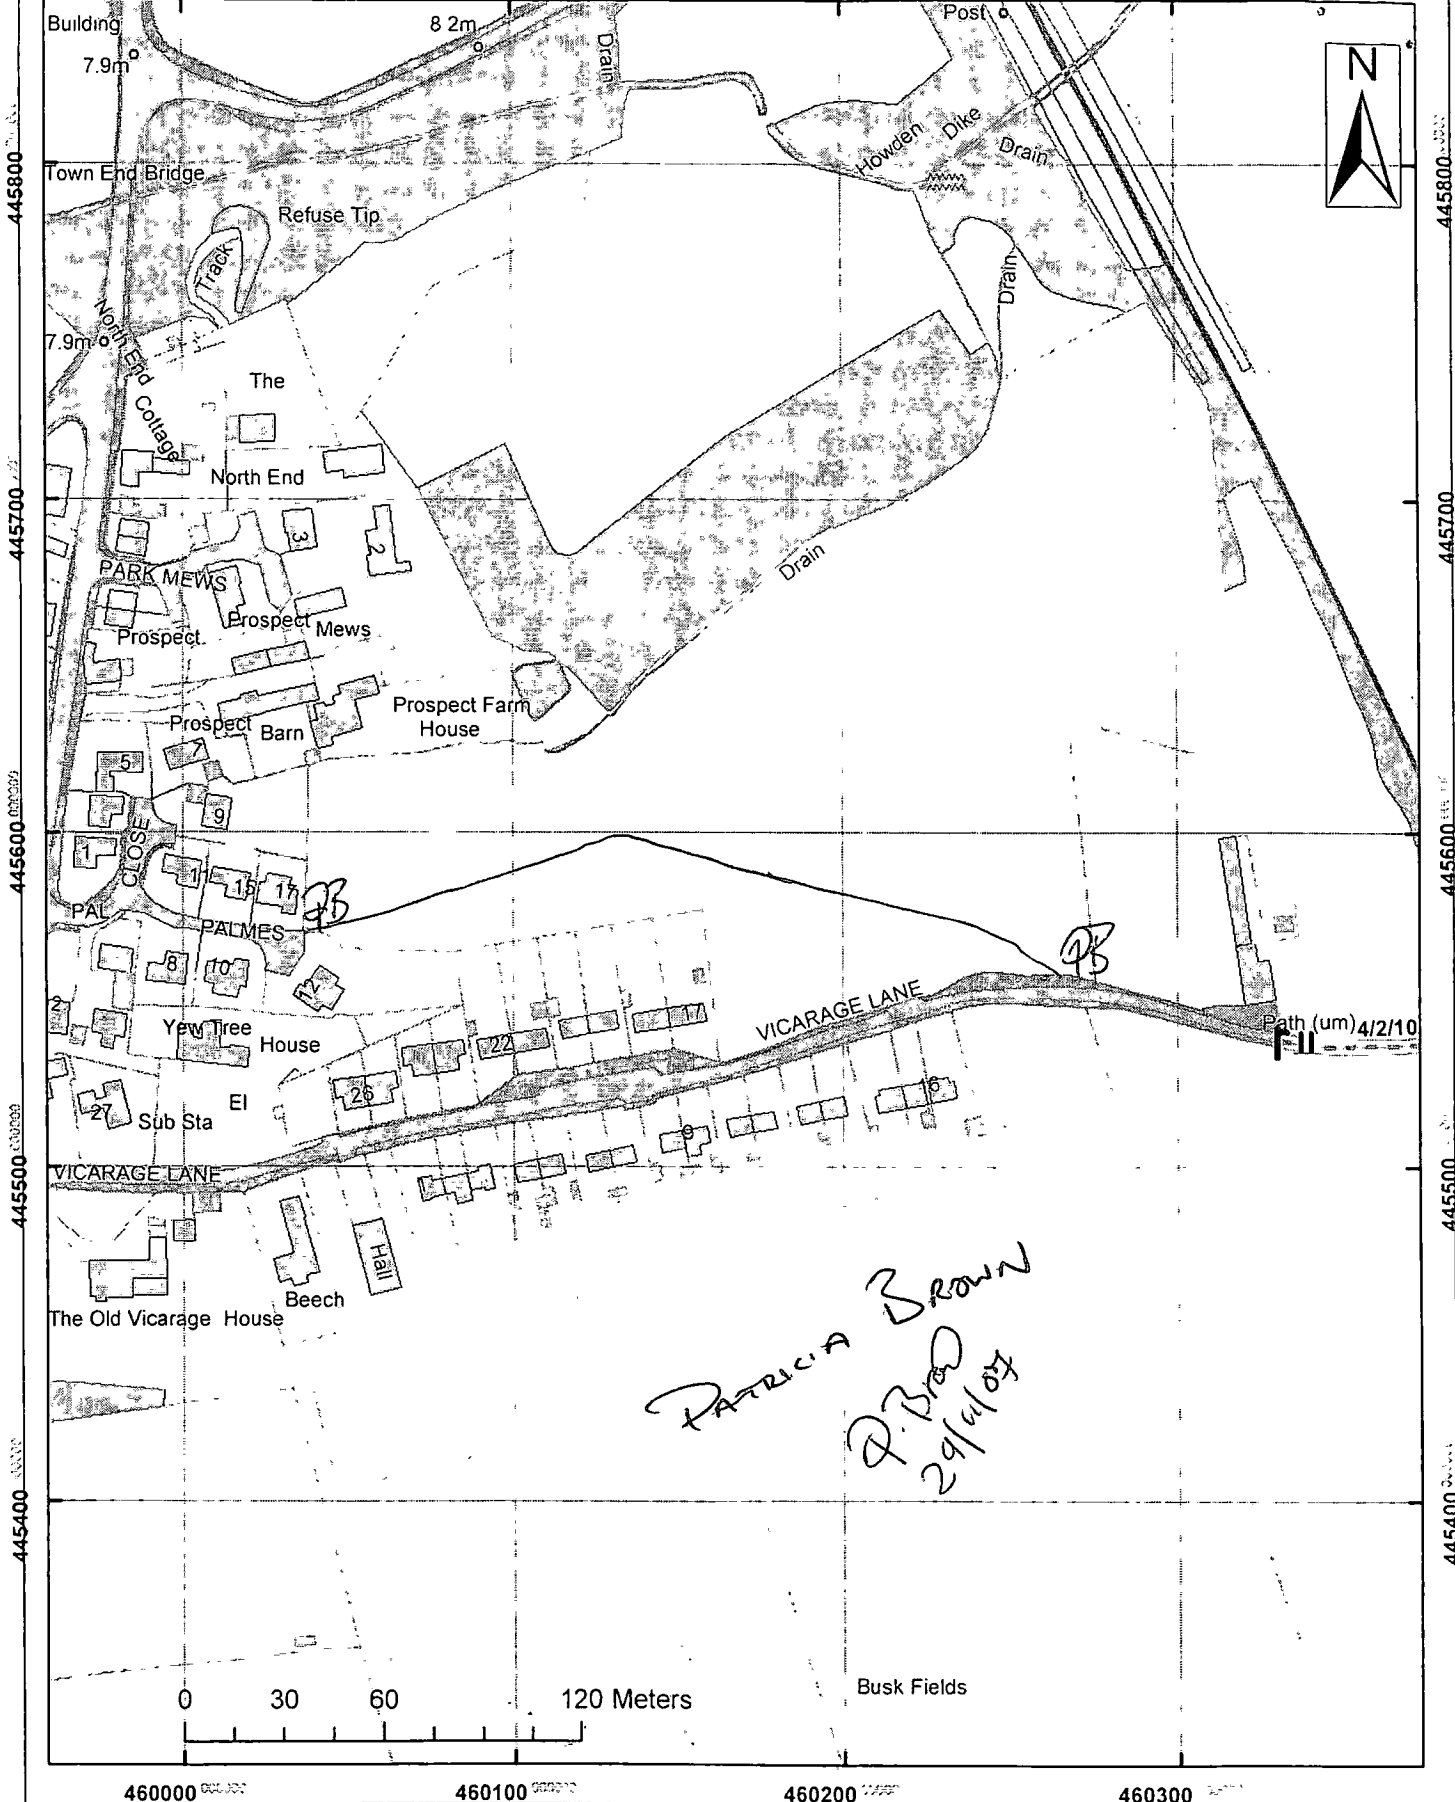 Building
7.9m
8 2m
Drain
Post
N
Howden Dike
Drain
Town End Bridge
Refuse Tip
Track
Drain
7.9m
North End Cottage
The
North End
3
2
Drain
PARK MEWS
Prospect
Prospect Mews
Prospect Barn
Prospect Farm House
5
7
9
1
CLOSE
11
15
17
PB
PAL
PALMES
PB
8
10
12
2
Yew Tree House
17
22
VICARAGE LANE
Path (um) 4/2/10
26
16
27
El
Sub Sta
9
VICARAGE LANE
Hall
Beech
The Old Vicarage House
PATRICIA BROWN
P. Brow
0 30 60 120 Meters
Busk Fields
445800
445700
445600
445500
445400
445800
445700
445600
445500
445400
460000
460100
460200
460300